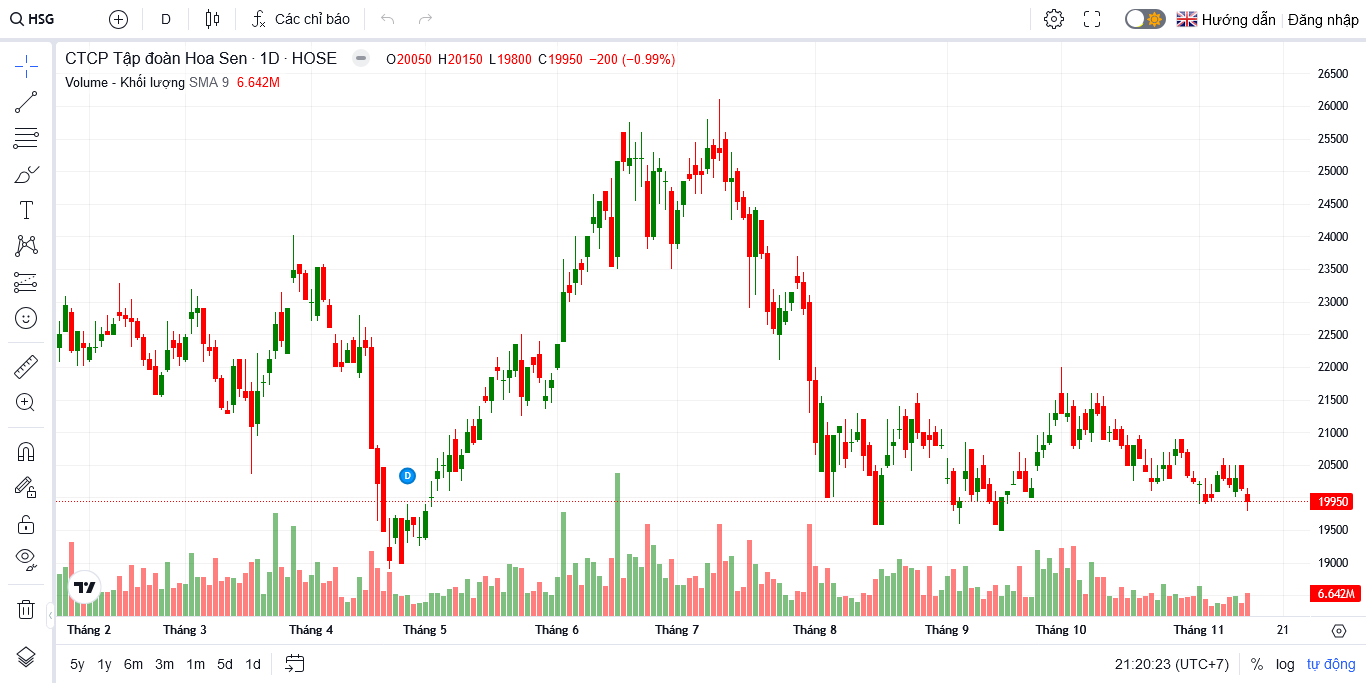 HSG D Các chỉ báo Hướng dẫn Đăng nhập
CTCP Tập đoàn Hoa Sen · 1D · HOSE O20050 H20150 L19800 C19950 −200 (−0.99%)
Volume - Khối lượng SMA 9 6.642M
26500
26000
25500
25000
24500
24000
23500
23000
22500
22000
21500
21000
20500
D
19950
19500
19000
6.642M
Tháng 2 Tháng 3 Tháng 4 Tháng 5 Tháng 6 Tháng 7 Tháng 8 Tháng 9 Tháng 10 Tháng 11 21
5y 1y 6m 3m 1m 5d 1d 21:20:23 (UTC+7) % log tự động